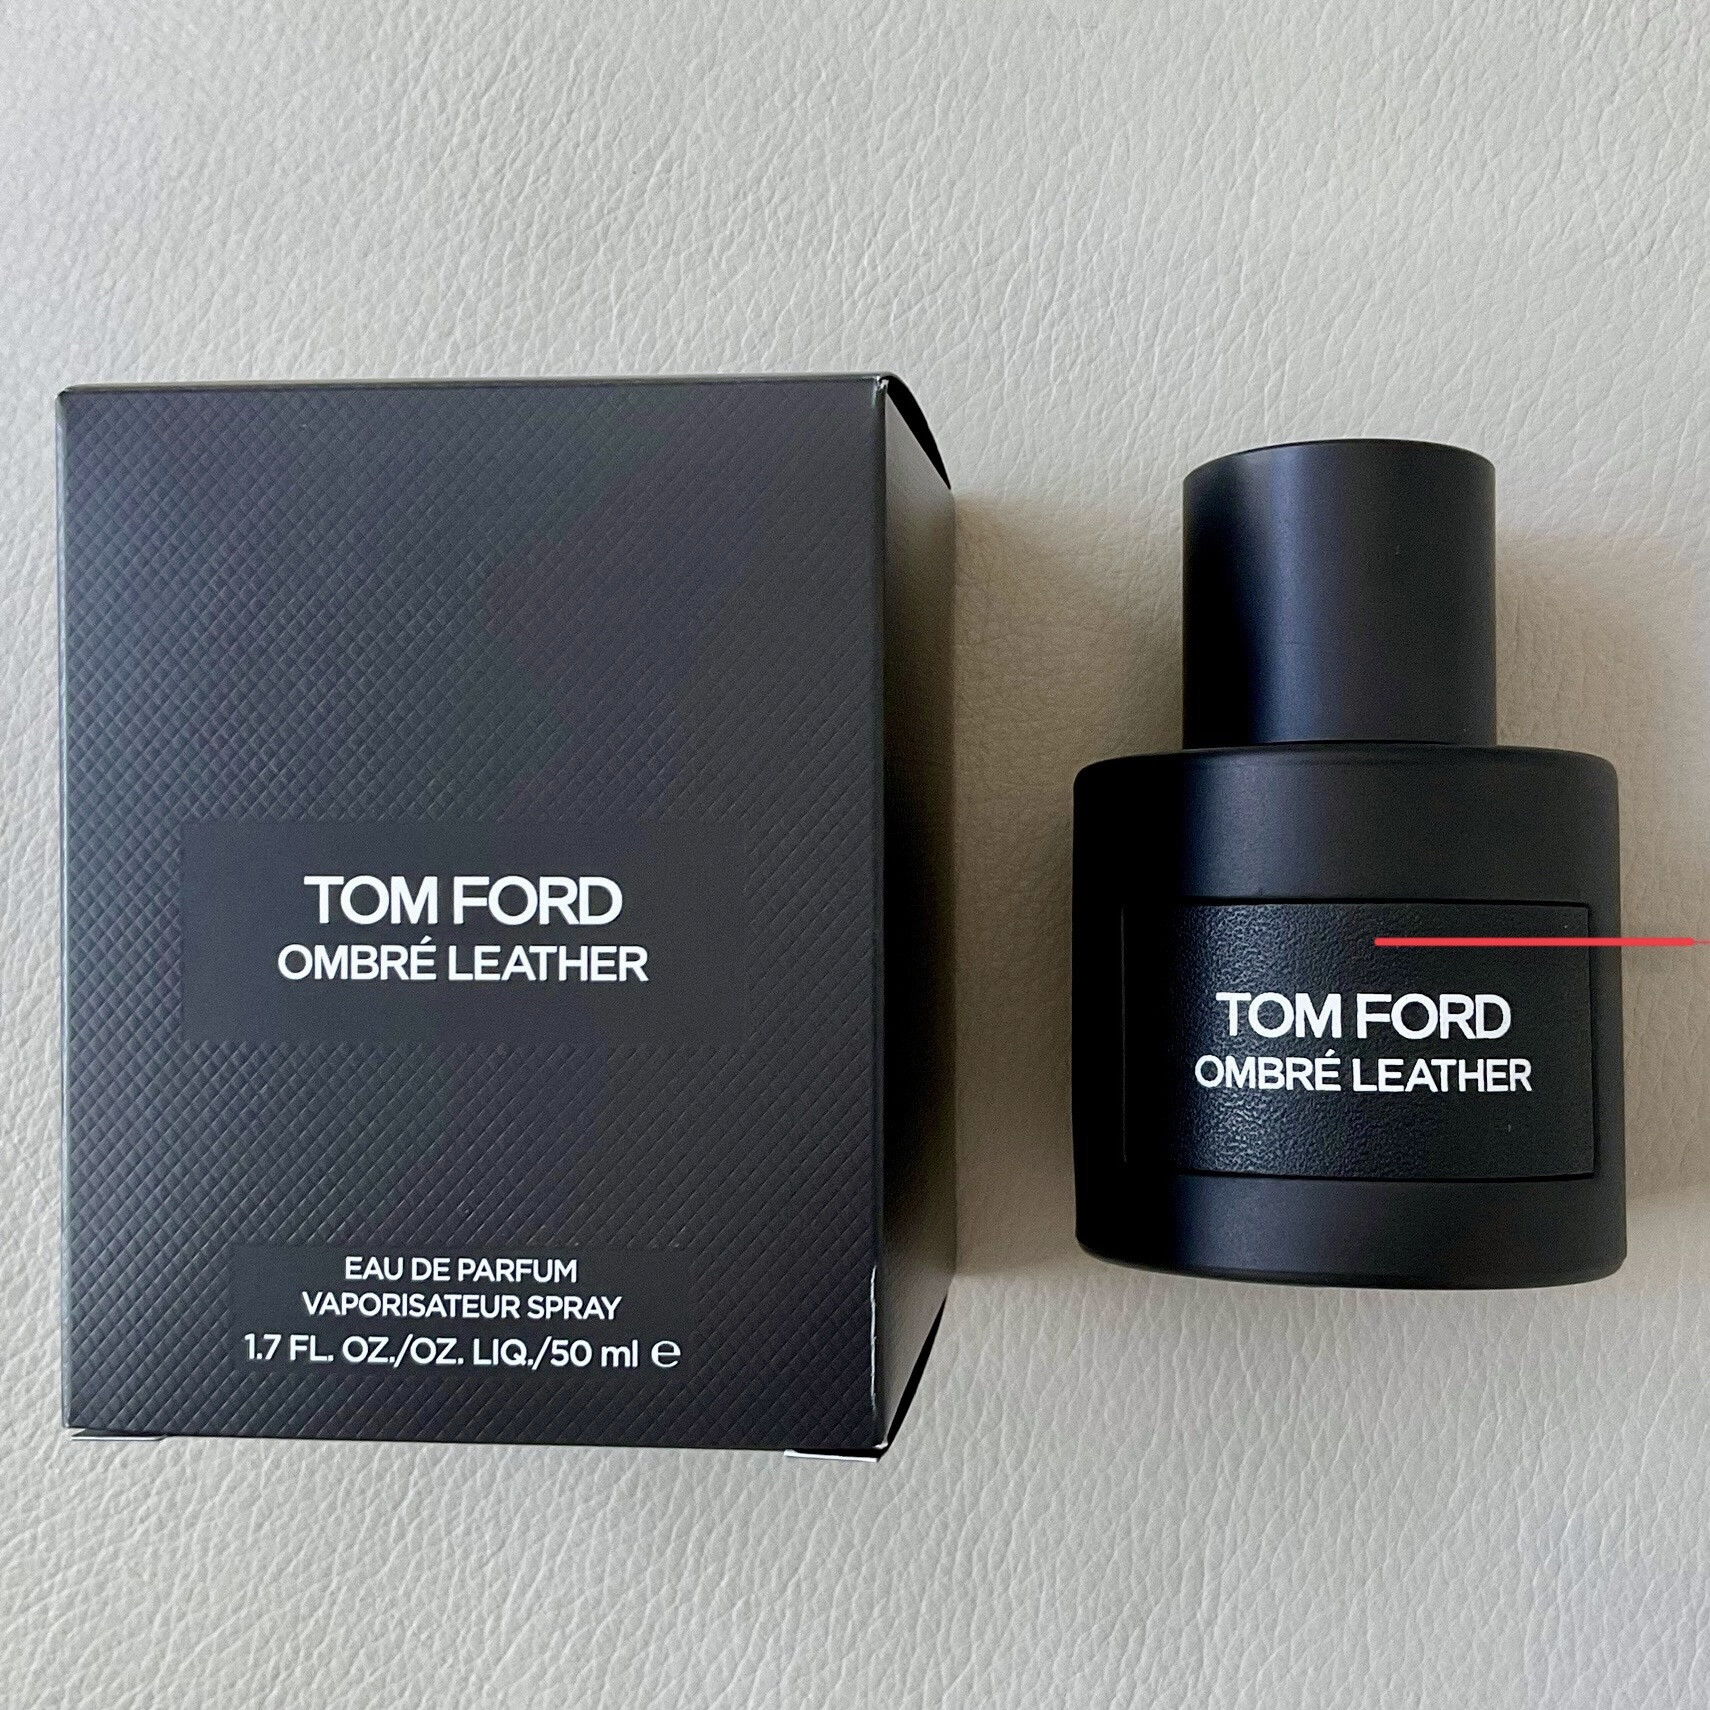 TOM FORD
OMBRÉ LEATHER
EAU DE PARFUM
VAPORISATEUR SPRAY
1.7 FL. OZ./OZ. LIQ./50 ml ℮
TOM FORD
OMBRÉ LEATHER